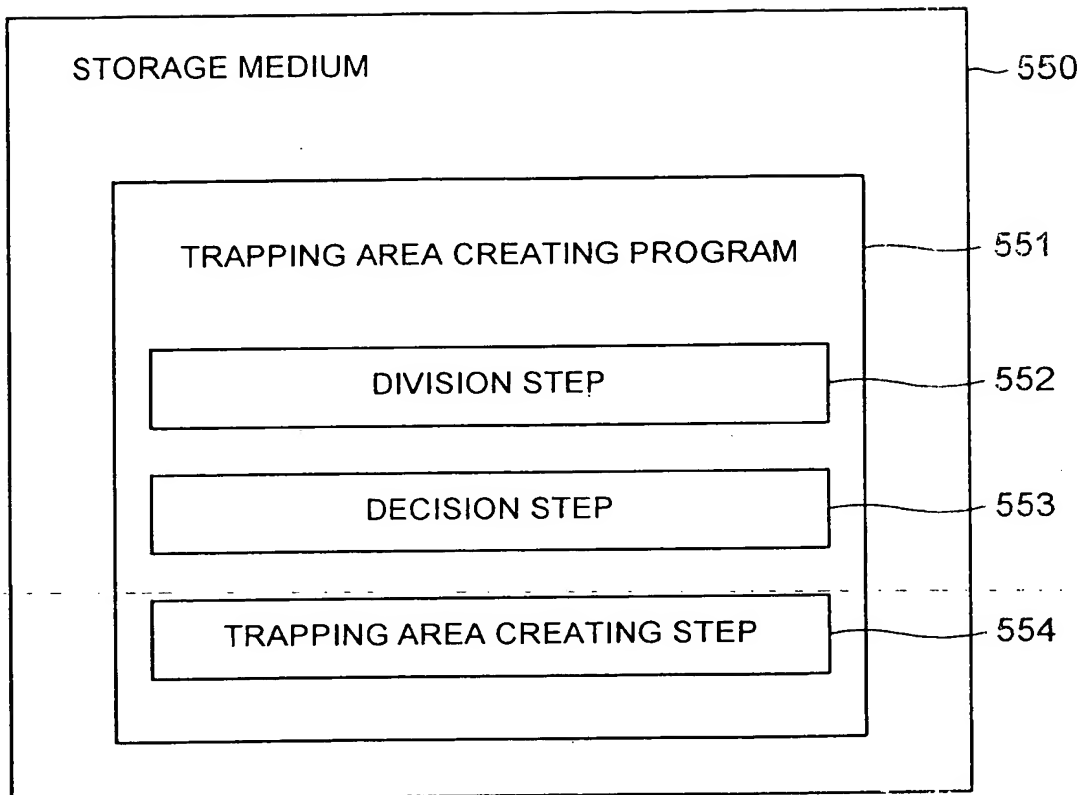 STORAGE MEDIUM
550
TRAPPING AREA CREATING PROGRAM
551
DIVISION STEP
552
DECISION STEP
553
TRAPPING AREA CREATING STEP
554